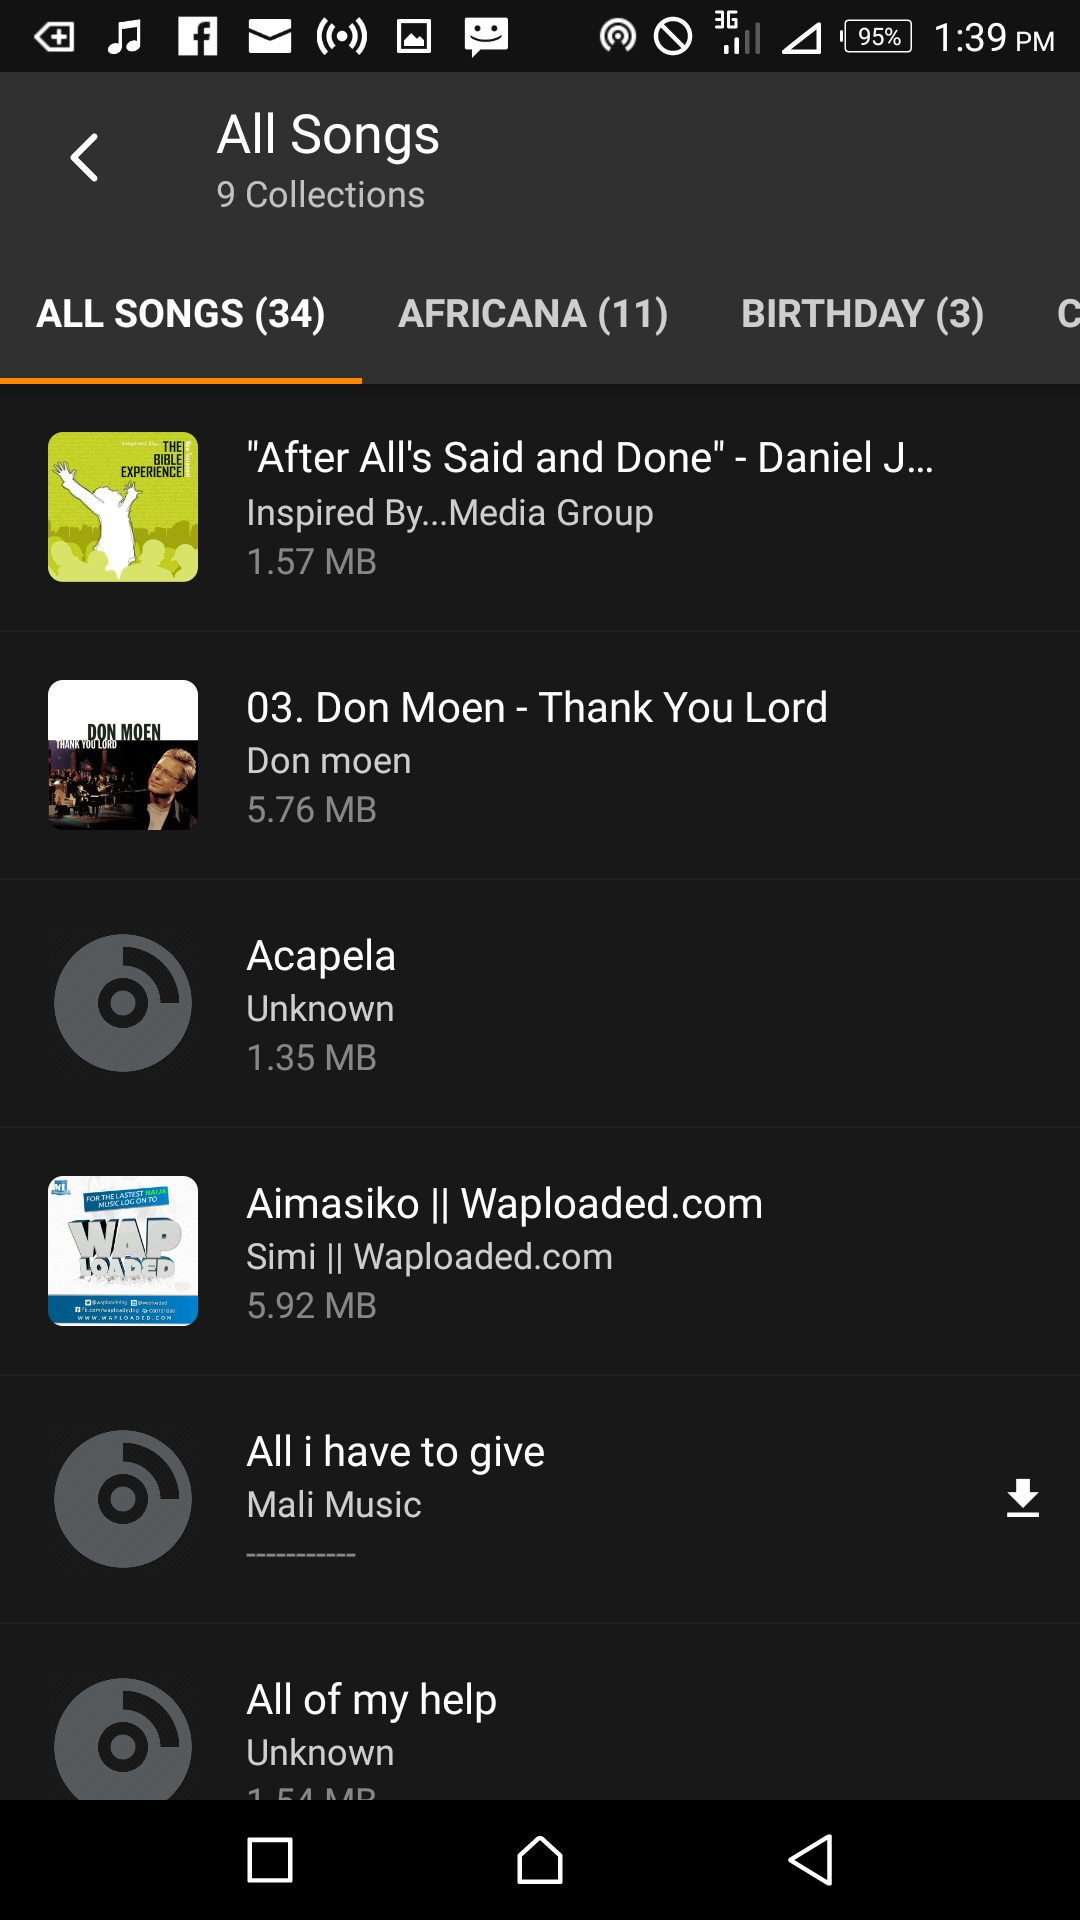 3G
95%
1:39 PM
All Songs
9 Collections
ALL SONGS (34)
AFRICANA (11)
BIRTHDAY (3)
C
THE
BIBLE
EXPERIENCE
"After All's Said and Done" - Daniel J...
Inspired By...Media Group
1.57 MB
DON MOEN
THANK YOU LORD
03. Don Moen - Thank You Lord
Don moen
5.76 MB
Acapela
Unknown
1.35 MB
FOR THE LASTEST NAIJA
MUSIC LOG ON TO
WAP
LOADED
WWW.WAPLOADED.COM
Aimasiko || Waploaded.com
Simi || Waploaded.com
5.92 MB
All i have to give
Mali Music
-----------
All of my help
Unknown
1.54 MB